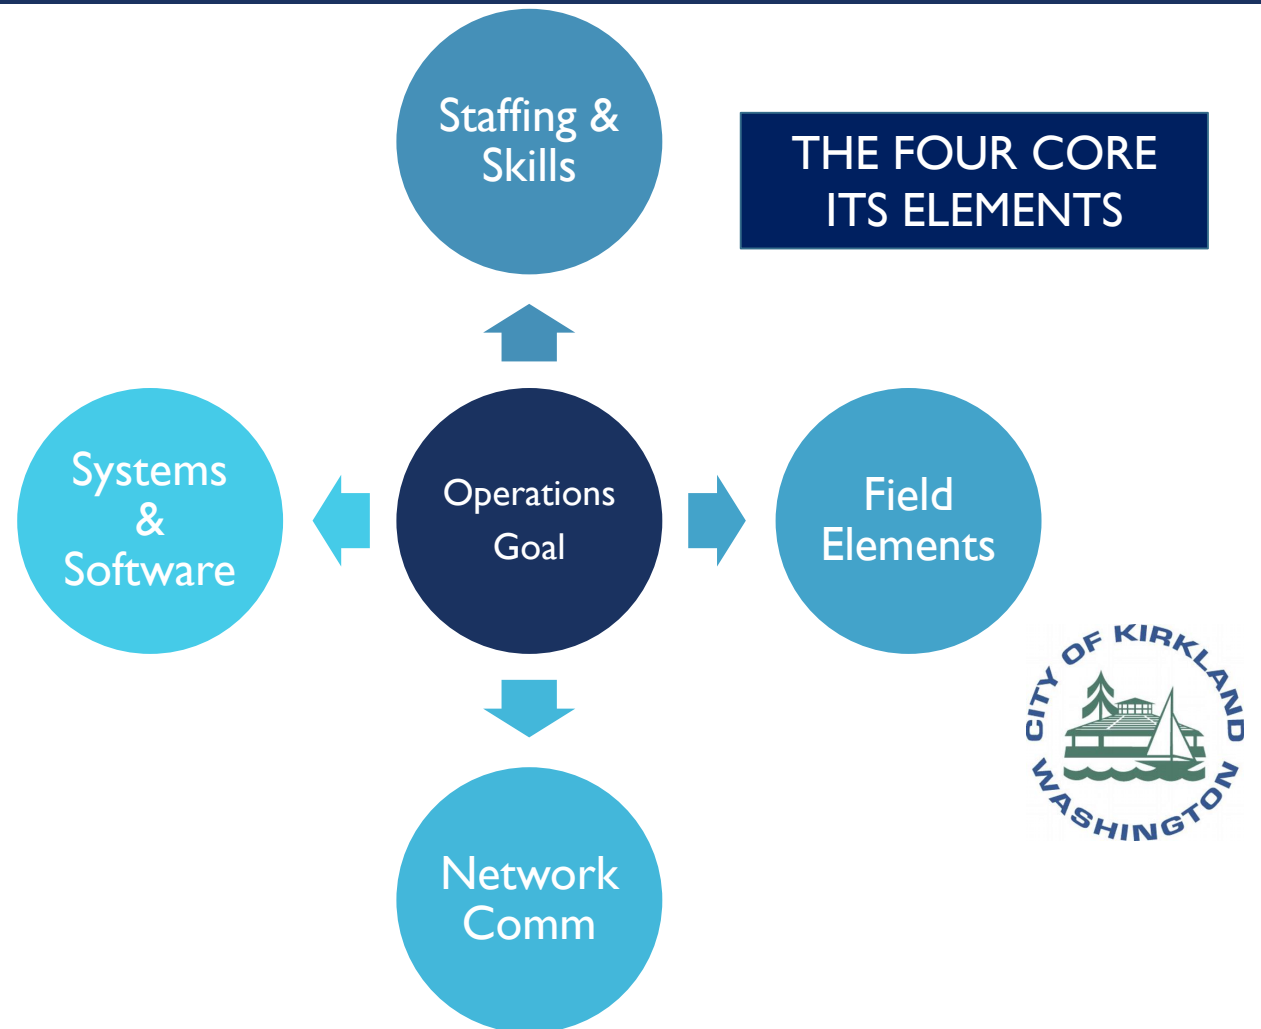 Staffing &
Skills
THE FOUR CORE
ITS ELEMENTS
Systems
&
Software
Operations
Goal
Field
Elements
CITY OF KIRKLAND
WASHINGTON
Network
Comm